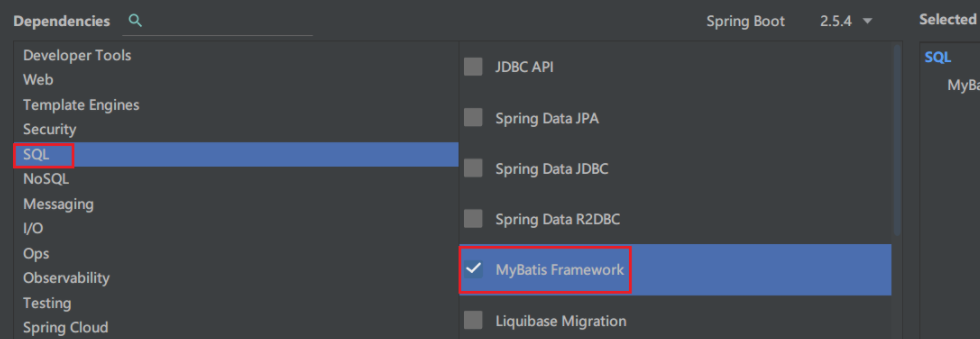 Dependencies
Spring Boot 2.5.4
Selected
Developer Tools
Web
Template Engines
Security
SQL
NoSQL
Messaging
I/O
Ops
Observability
Testing
Spring Cloud
JDBC API
Spring Data JPA
Spring Data JDBC
Spring Data R2DBC
MyBatis Framework
Liquibase Migration
SQL
MyBa